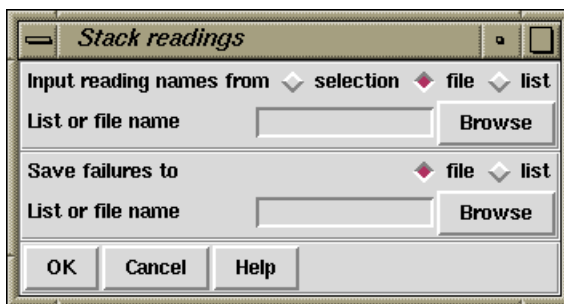 Stack readings
Input reading names from selection file list
List or file name Browse
Save failures to file list
List or file name Browse
OK Cancel Help